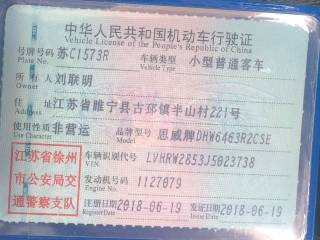 中华人民共和国机动车行驶证
Vehicle License of the People's Republic of China
号牌号码 苏C1573R 车辆类型 小型普通客车
Plate No. Vehicle Type
所有人 刘联明
Owner
住址 江苏省睢宁县古邳镇半山村221号
Address
使用性质 非营运 品牌型号 思威牌DHW6463R2CSE
Use Character Model
江苏省徐州
市公安局交
通警察支队
车辆识别代号 LVHRW2853J5023738
VIN
发动机号码 1127079
Engine No.
注册日期 2018-06-19 发证日期 2018-06-19
Register Date Issue Date